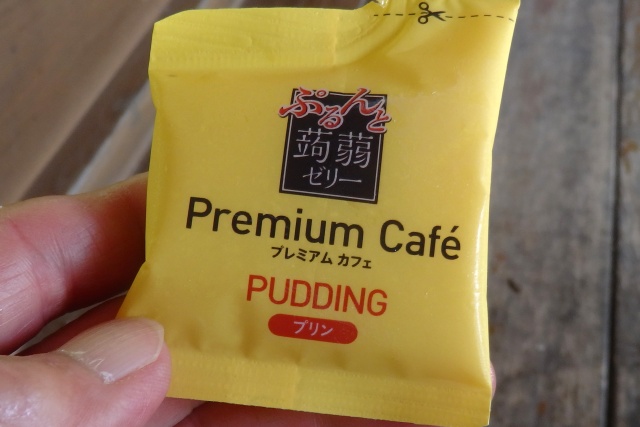 ぷるんと
蒟蒻
ゼリー
Premium Café
プレミアム カフェ
PUDDING
プリン